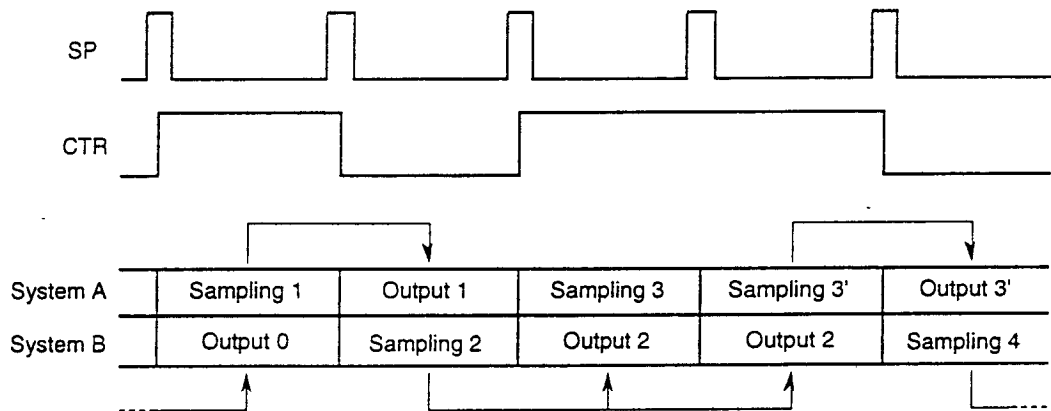 SP
CTR
System A Sampling 1 Output 1 Sampling 3 Sampling 3' Output 3'
System B Output 0 Sampling 2 Output 2 Output 2 Sampling 4